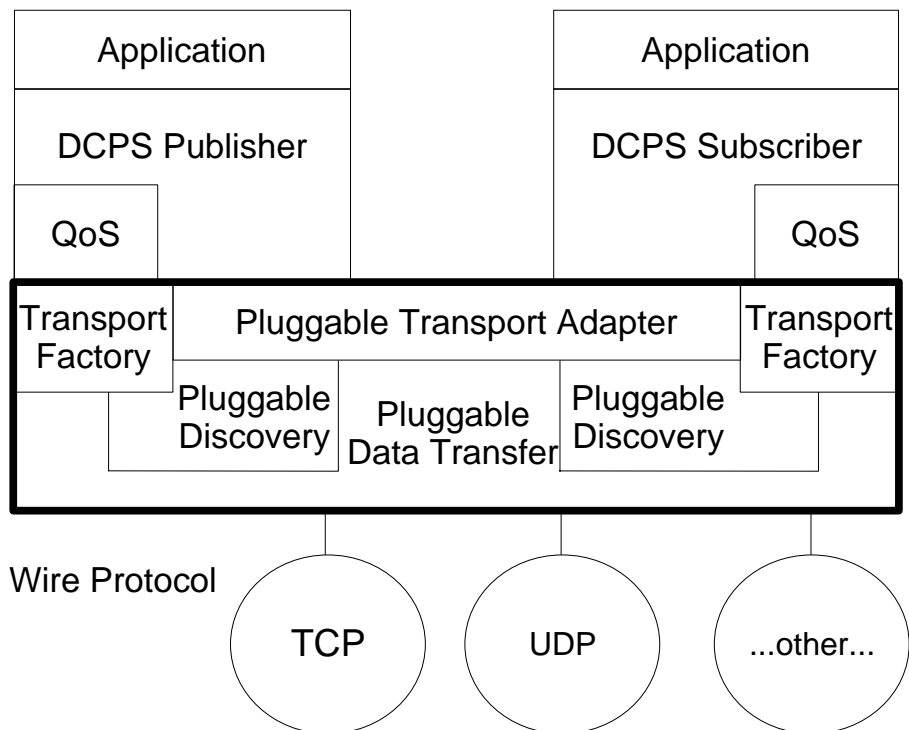 Application
Application
DCPS Publisher
DCPS Subscriber
QoS
QoS
Transport
Factory
Pluggable Transport Adapter
Transport
Factory
Pluggable
Discovery
Pluggable
Data Transfer
Pluggable
Discovery
Wire Protocol
TCP
UDP
...other...